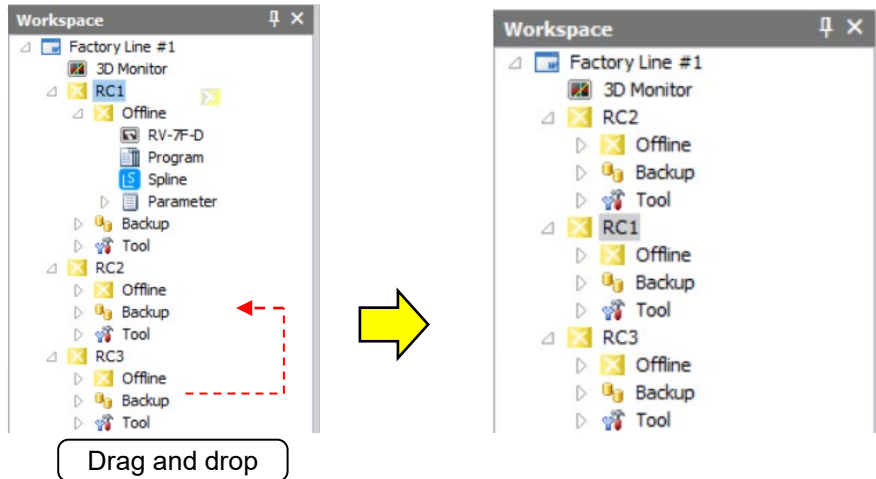 Workspace
Factory Line #1
3D Monitor
RC1
Offline
RV-7F-D
Program
Spline
Parameter
Backup
Tool
RC2
Offline
Backup
Tool
RC3
Offline
Backup
Tool
Drag and drop
Workspace
Factory Line #1
3D Monitor
RC2
Offline
Backup
Tool
RC1
Offline
Backup
Tool
RC3
Offline
Backup
Tool